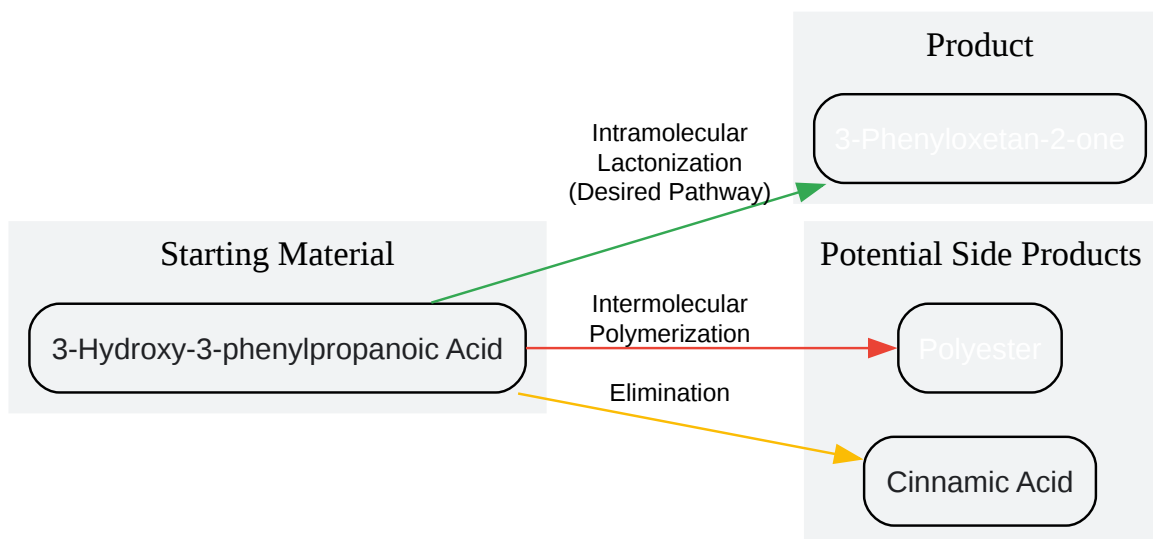 Product
3-Phenyloxetan-2-one
Intramolecular
Lactonization
(Desired Pathway)
Starting Material
3-Hydroxy-3-phenylpropanoic Acid
Potential Side Products
Intermolecular
Polymerization
Polyester
Elimination
Cinnamic Acid